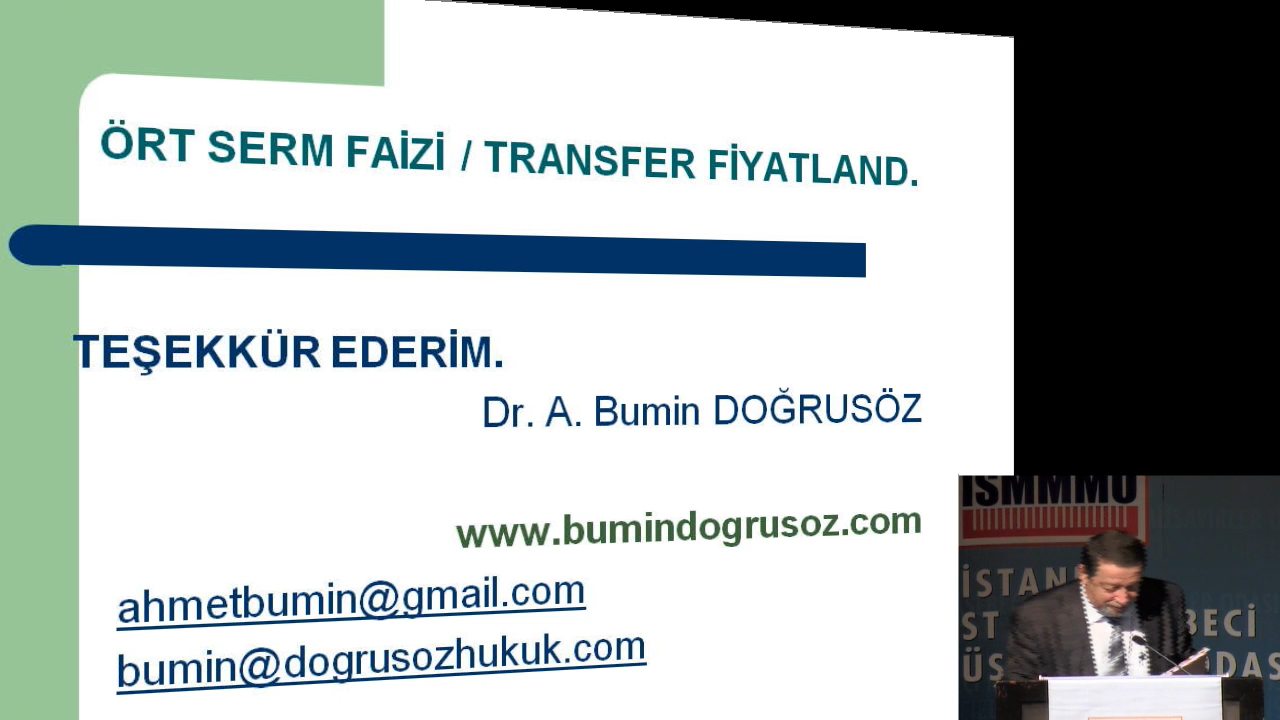 ÖRT SERM FAİZİ / TRANSFER FİYATLAND.
TEŞEKKÜR EDERİM.
Dr. A. Bumin DOĞRUSÖZ
www.bumindogrusoz.com
ahmetbumin@gmail.com
bumin@dogrusozhukuk.com
İSMMMO